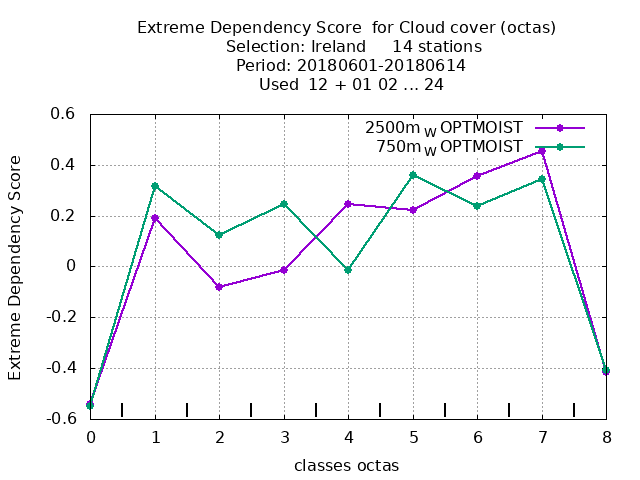 Extreme Dependency Score  for Cloud cover (octas)
Selection: Ireland     14 stations
Period: 20180601-20180614
Used  12 + 01 02 ... 24
2500m W OPTMOIST
750m W OPTMOIST
Extreme Dependency Score
0.6
0.4
0.2
0
-0.2
-0.4
-0.6
0 1 2 3 4 5 6 7 8
classes octas